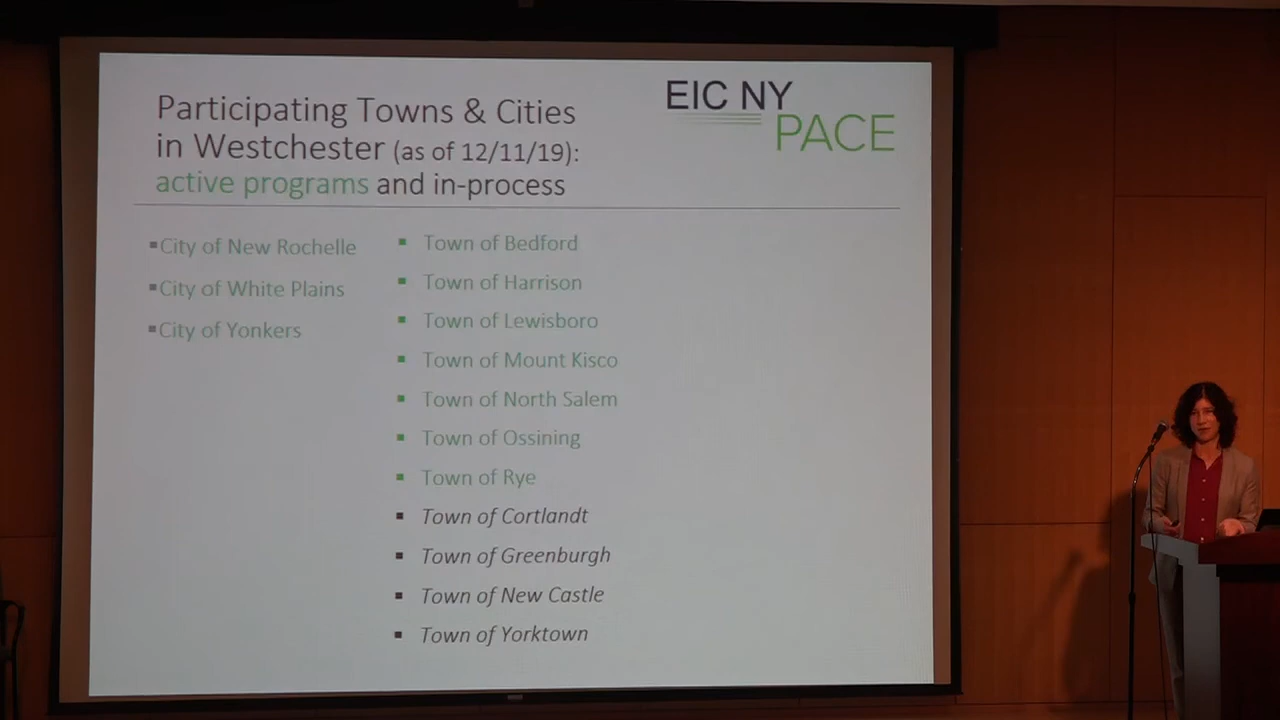 Participating Towns & Cities
in Westchester (as of 12/11/19):
active programs and in-process
EIC NY
PACE
▪City of New Rochelle
▪City of White Plains
▪City of Yonkers
▪ Town of Bedford
▪ Town of Harrison
▪ Town of Lewisboro
▪ Town of Mount Kisco
▪ Town of North Salem
▪ Town of Ossining
▪ Town of Rye
▪ Town of Cortlandt
▪ Town of Greenburgh
▪ Town of New Castle
▪ Town of Yorktown